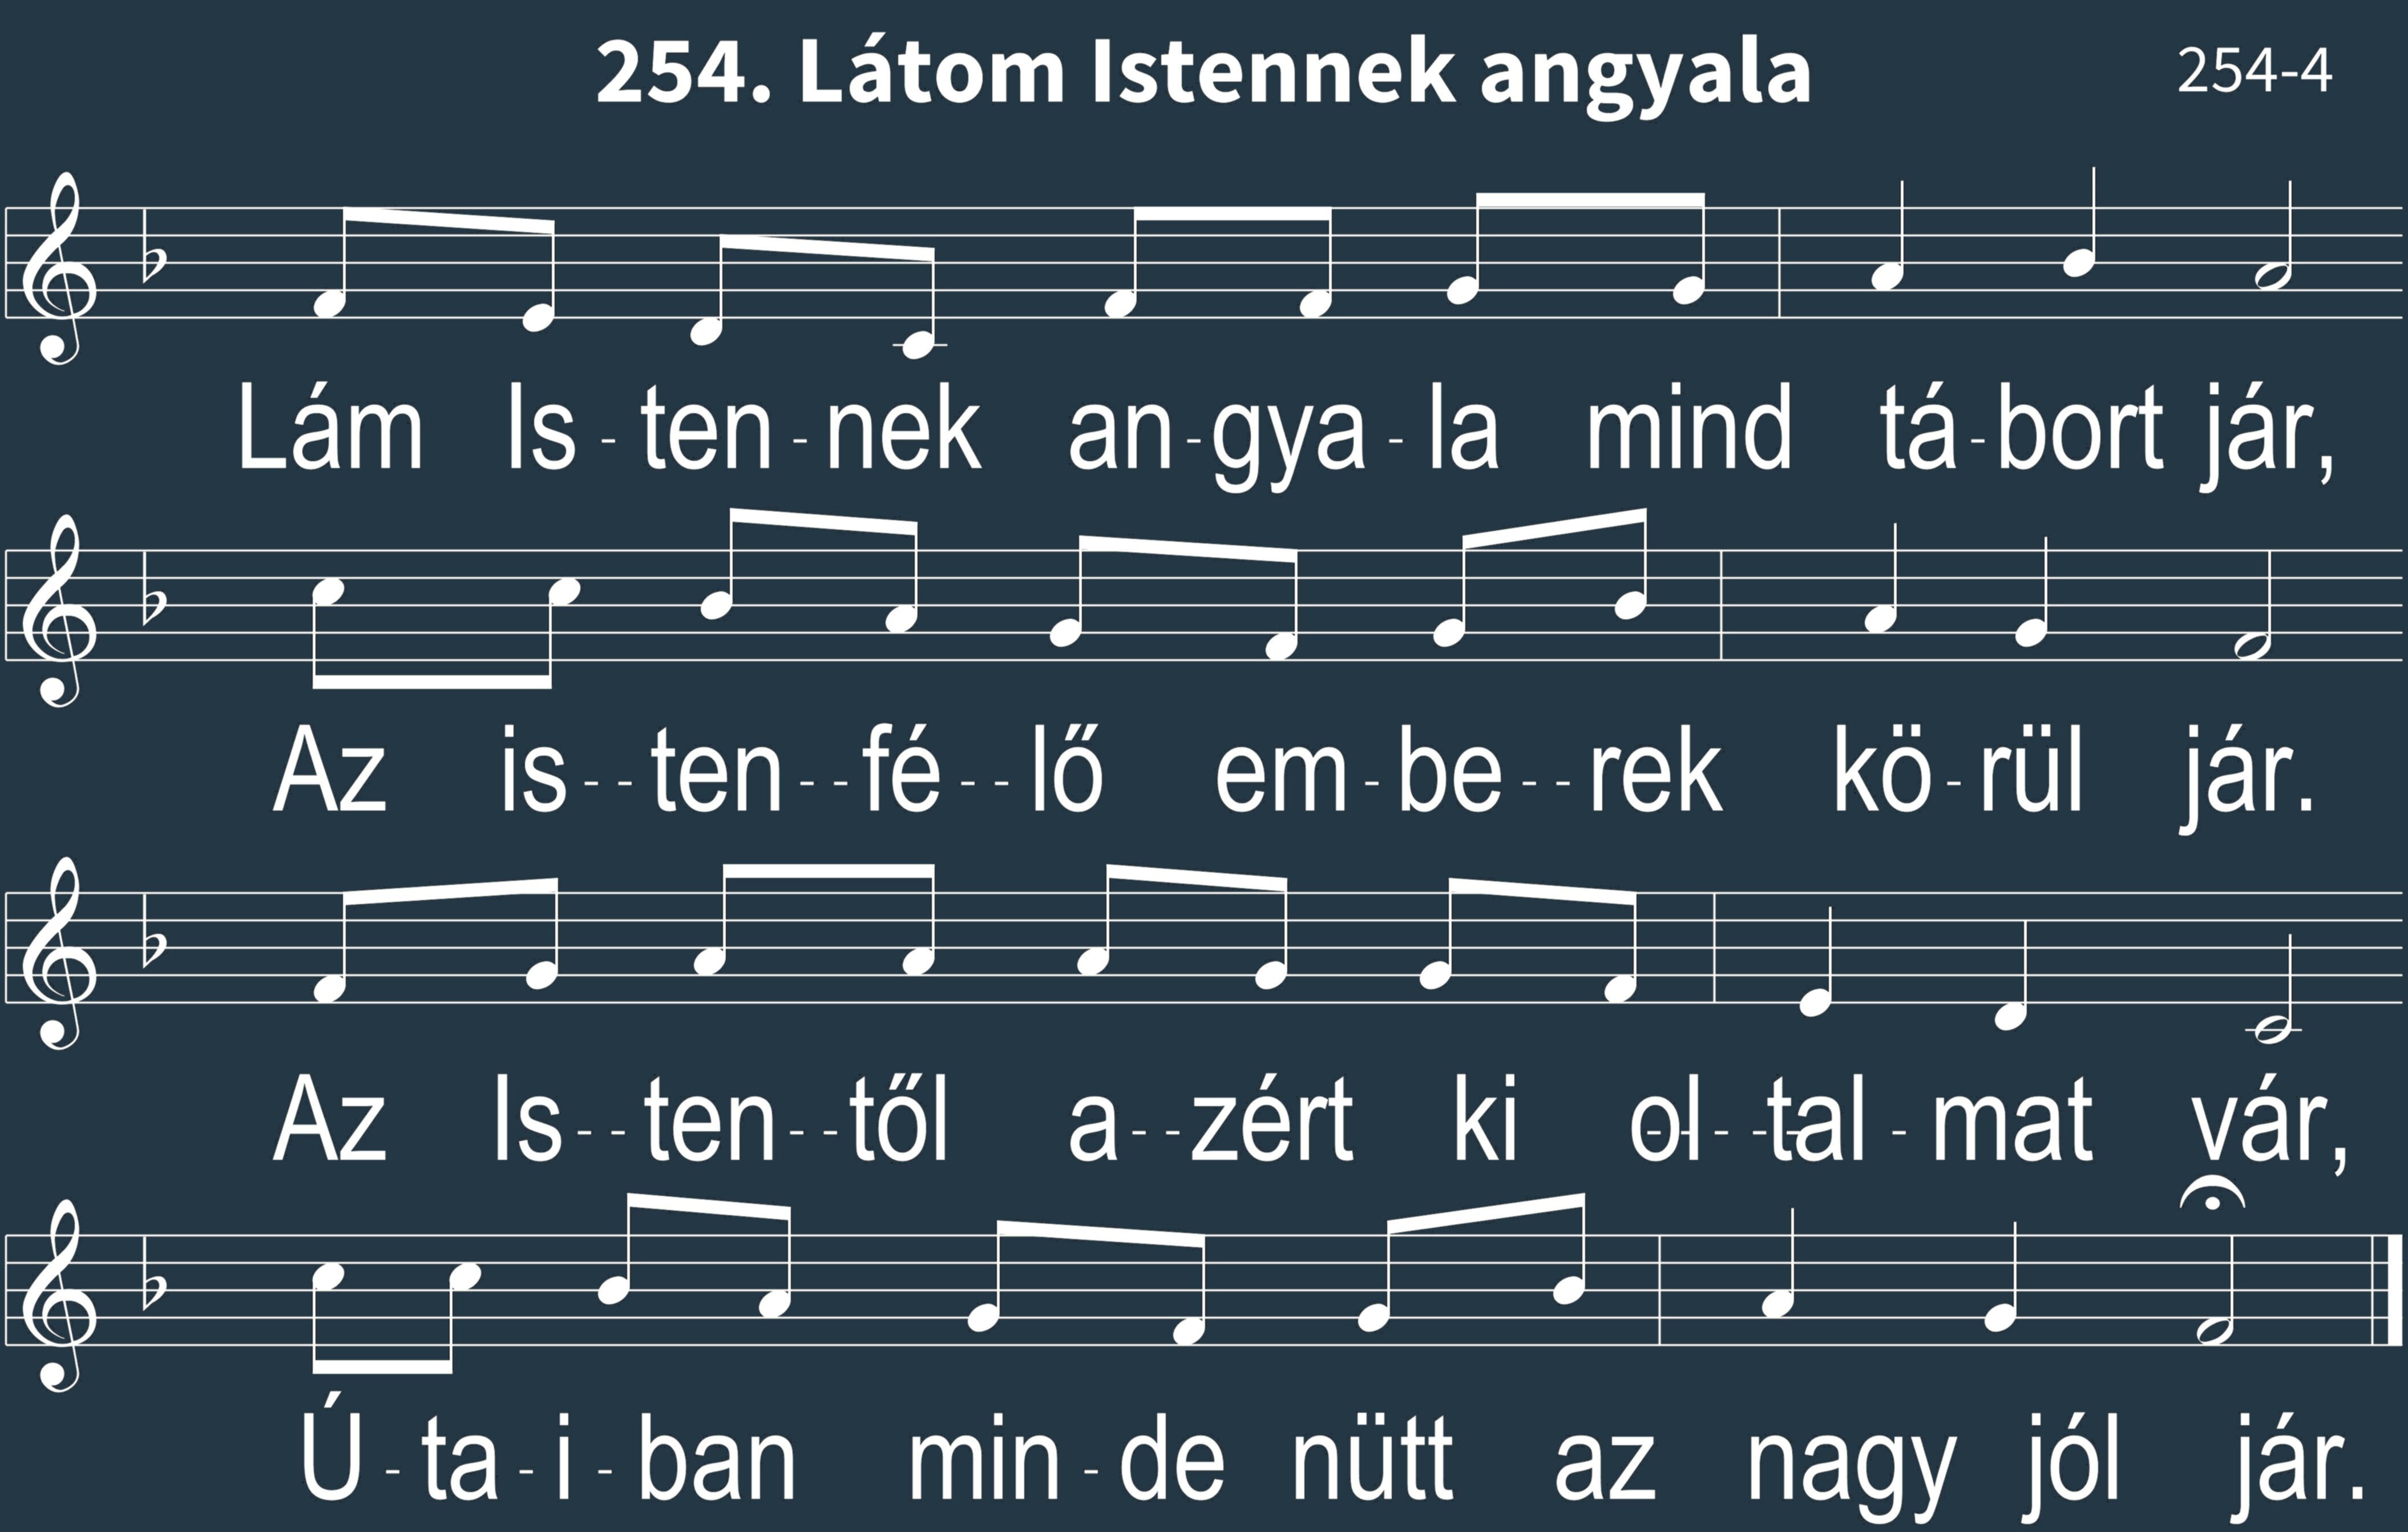 254. Látom Istennek angyala 254-4
Lám Is - ten - nek an - gya - la mind tá - bort jár,
Az is - - ten - - fé - - lő em - be - - rek kö - rül jár.
Az Is - - ten - - től a - - zért ki ol - - tal - mat vár,
Ú - ta - i - ban min - de nütt az nagy jól jár.